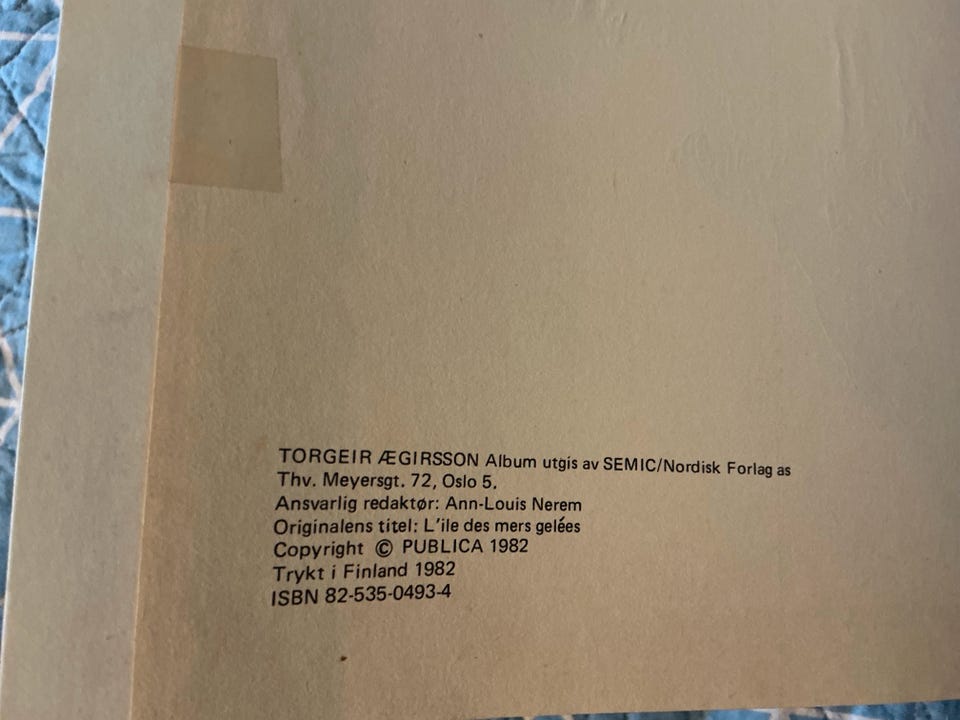 TORGEIR ÆGIRSSON Album utgis av SEMIC/Nordisk Forlag as
Thv. Meyersgt. 72, Oslo 5.
Ansvarlig redaktør: Ann-Louis Nerem
Originalens titel: L'ile des mers gelées
Copyright © PUBLICA 1982
Trykt i Finland 1982
ISBN 82-535-0493-4